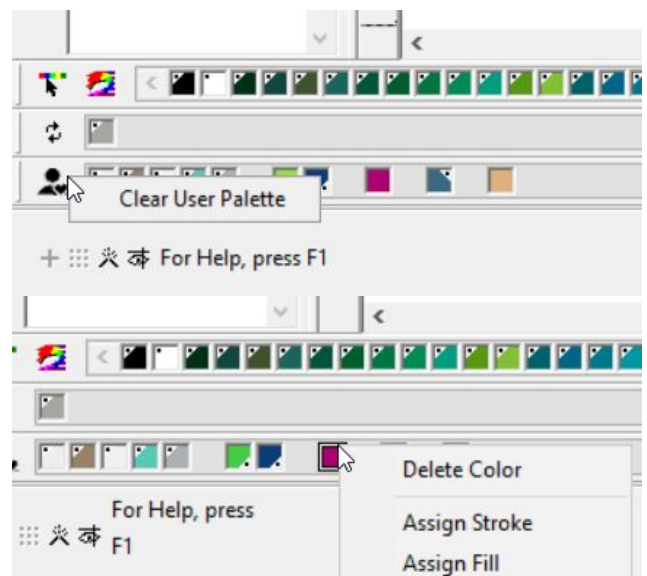 Clear User Palette
For Help, press F1
Delete Color
For Help, press
F1
Assign Stroke
Assign Fill